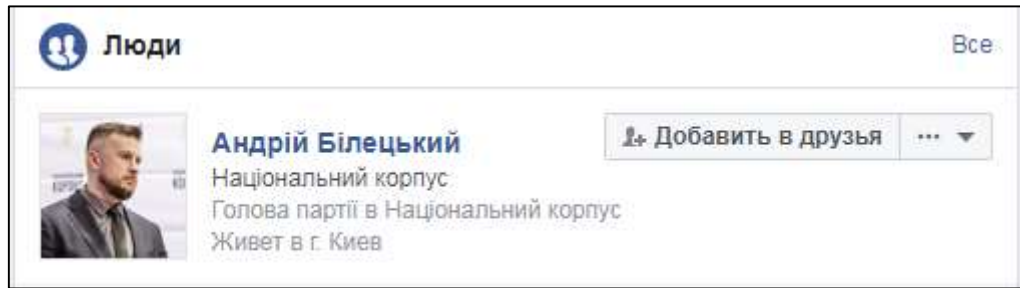 Люди
Все
Андрій Білецький
Добавить в друзья
Національний корпус
Голова партії в Національний корпус
Живет в г. Киев